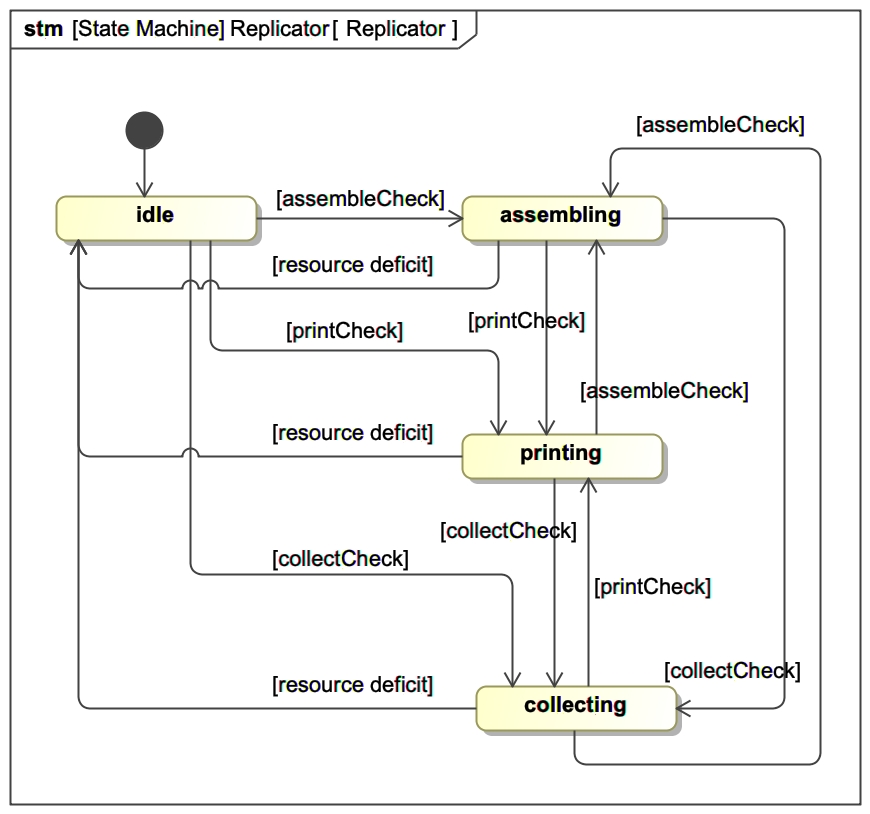 stm [State Machine] Replicator[ Replicator ]
[assembleCheck]
idle
[assembleCheck]
assembling
[resource deficit]
[printCheck]
[printCheck]
[assembleCheck]
[resource deficit]
printing
[collectCheck]
[collectCheck]
[printCheck]
[collectCheck]
[resource deficit]
collecting